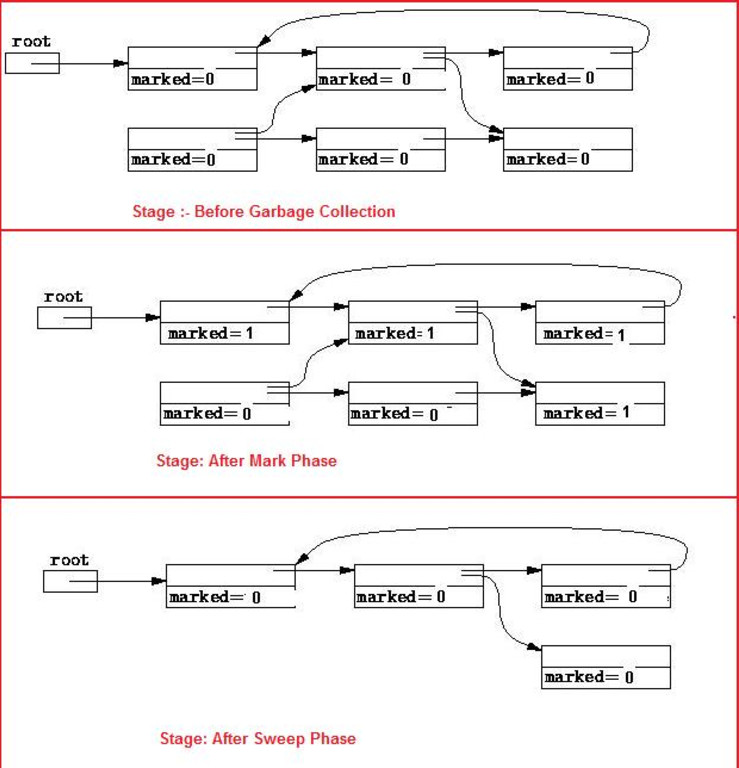 root
marked=0 marked= 0 marked= 0
marked=0 marked= 0 marked= 0
Stage :- Before Garbage Collection
root
marked= 1 marked= 1 marked= 1
marked= 0 marked= 0 marked= 1
Stage: After Mark Phase
root
marked= 0 marked= 0 marked= 0
marked= 0
Stage: After Sweep Phase